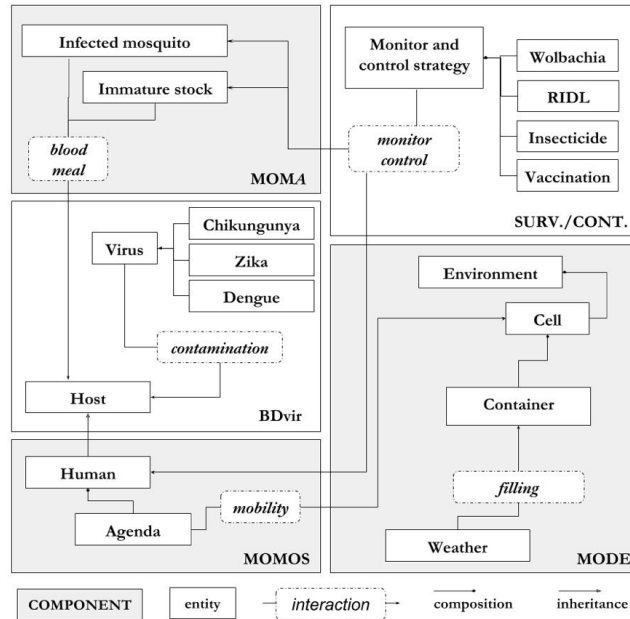 Infected mosquito
Immature stock
blood
meal
MOMA
Monitor and
control strategy
Wolbachia
RIDL
Insecticide
Vaccination
monitor
control
SURV./CONT.
Virus
Chikungunya
Zika
Dengue
contamination
Host
BDvir
Environment
Cell
Container
filling
Weather
MODE
Human
Agenda
mobility
MOMOS
COMPONENT
entity
interaction
composition
inheritance